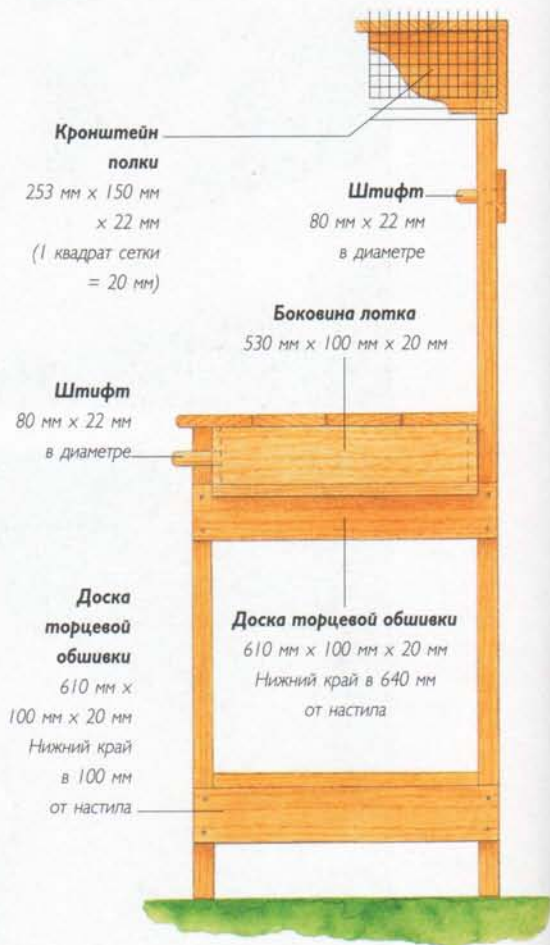 Кронштейн
полки
253 мм x 150 мм
x 22 мм
(1 квадрат сетки
= 20 мм)
Штифт
80 мм x 22 мм
в диаметре
Боковина лотка
530 мм x 100 мм x 20 мм
Штифт
80 мм x 22 мм
в диаметре
Доска
торцевой
обшивки
610 мм x
100 мм x 20 мм
Нижний край
в 100 мм
от настила
Доска торцевой обшивки
610 мм x 100 мм x 20 мм
Нижний край в 640 мм
от настила